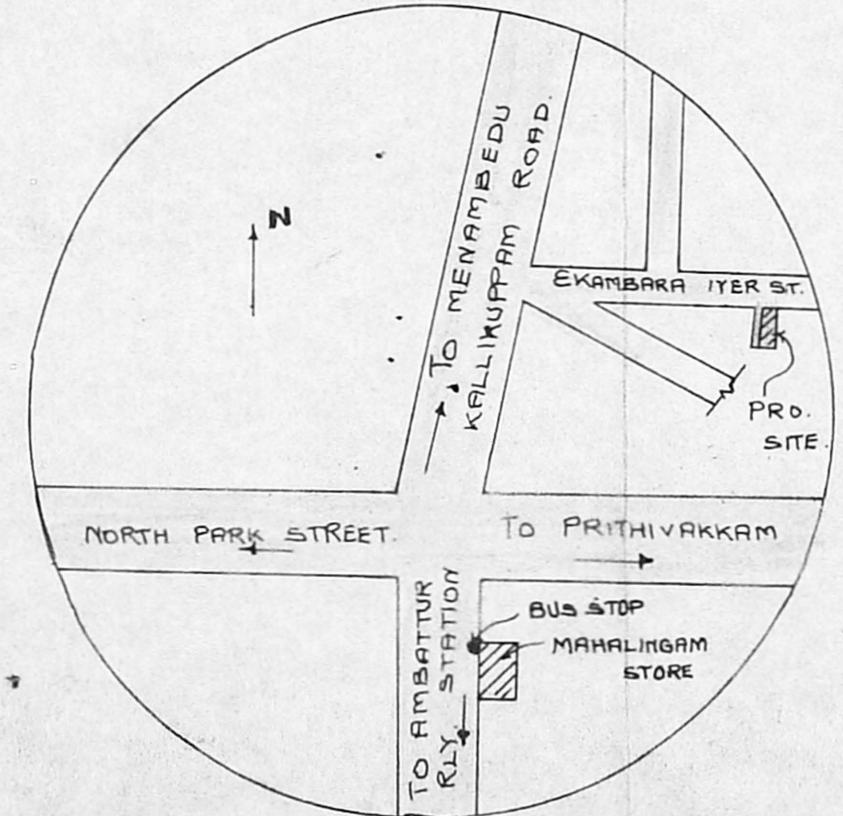 N
TO MENAMBEDU
KALLIKUPPAM ROAD.
EKAMBARA IYER ST.
PRO.
SITE.
NORTH PARK STREET.
TO PRITHIVAKKAM
BUS STOP
MAHALINGAM
STORE
TO AMBATTUR
RLY. STATION